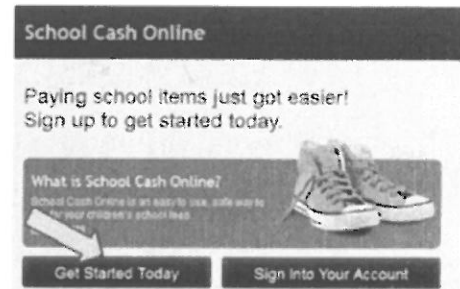 School Cash Online
Paying school items just got easier!
Sign up to get started today.
What is School Cash Online?
School Cash Online is an easy to use, safe way to
for your children's school fees.
Get Started Today
Sign Into Your Account